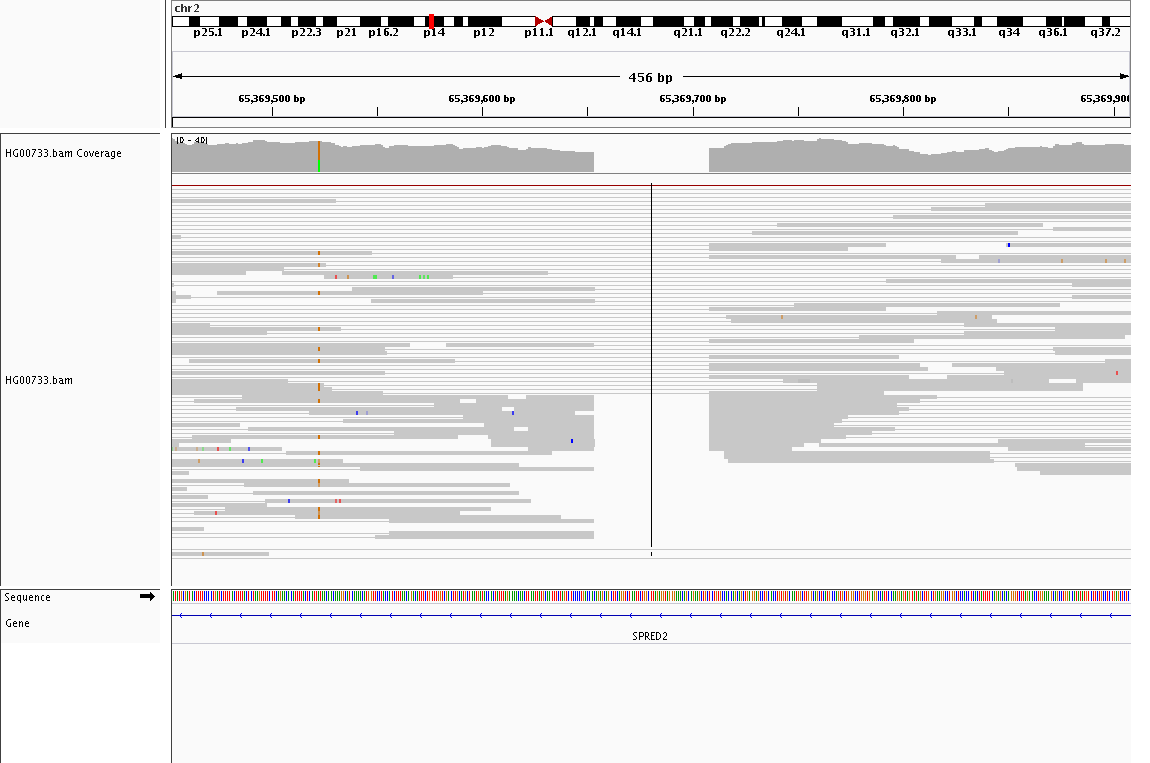 chr2
p25.1 p24.1 p22.3 p21 p16.2 p14 p12 p11.1 q12.1 q14.1 q21.1 q22.2 q24.1 q31.1 q32.1 q33.1 q34 q36.1 q37.2
456 bp
65,369,500 bp 65,369,600 bp 65,369,700 bp 65,369,800 bp 65,369,900
HG00733.bam Coverage
[0 - 40]
HG00733.bam
Sequence
Gene
SPRED2